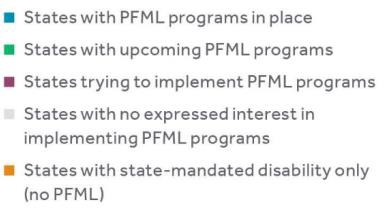 States with PFML programs in place
States with upcoming PFML programs
States trying to implement PFML programs
States with no expressed interest in
implementing PFML programs
States with state-mandated disability only
(no PFML)